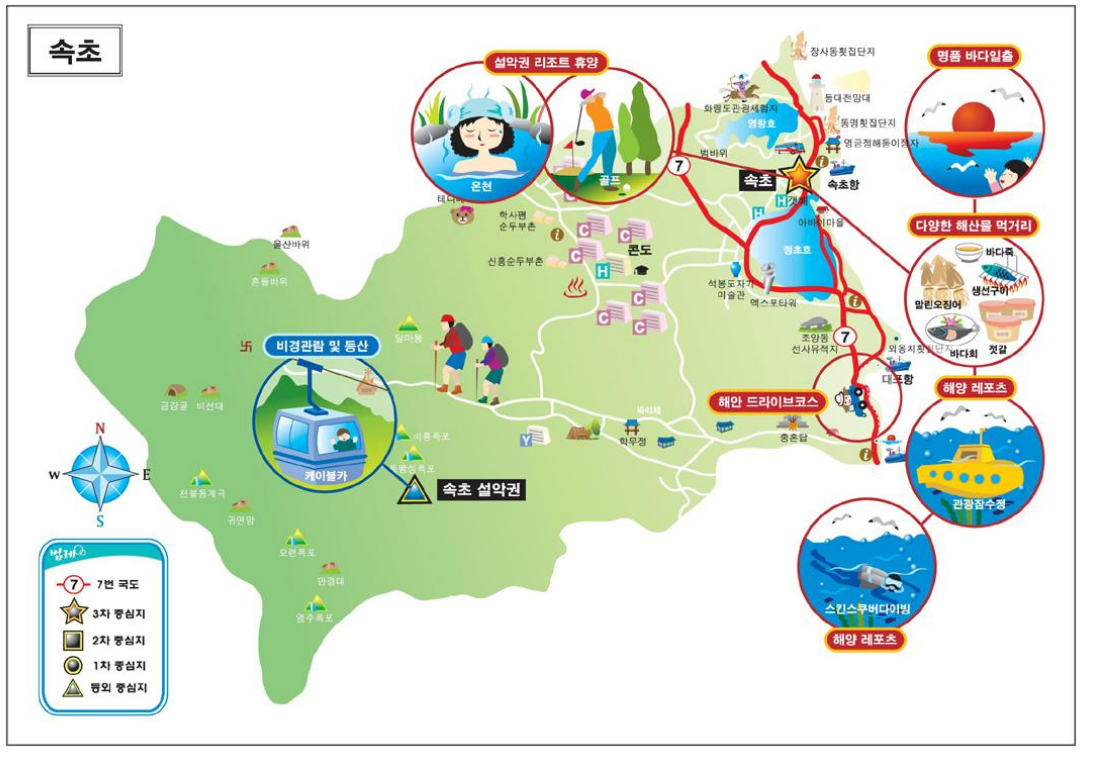 속초
설악권 리조트 휴양
온천
골프
장사동횟집단지
등대전망대
화랑도관광체험지
영랑호
동명횟집단지
영금정해돋이정자
범바위
7
속초
속초항
i
명품 바다일출
다양한 해산물 먹거리
바다죽
생선구이
말린오징어
바다회
젓갈
해양 레포츠
관광잠수정
스킨스쿠버다이빙
해양 레포츠
학사평
순두부촌
i
신흥순두부촌
콘도
C
C
C
C
H
C
C
C
C
H
H
아바이마을
청초호
석봉도자기
미술관
엑스포타워
i
7
조양동
선사유적지
외옹치횟집단지
대포항
해안 드라이브코스
i
울산바위
흔들바위
달마봉
비경관람 및 등산
케이블카
금강굴
비선대
비룡폭포
토왕성폭포
속초 설악권
Y
학무정
싸리재
충혼탑
천불동계곡
귀면암
오련폭포
만경대
염주폭포
N
W
E
S
범례
7
7번 국도
3차 중심지
2차 중심지
1차 중심지
등외 중심지